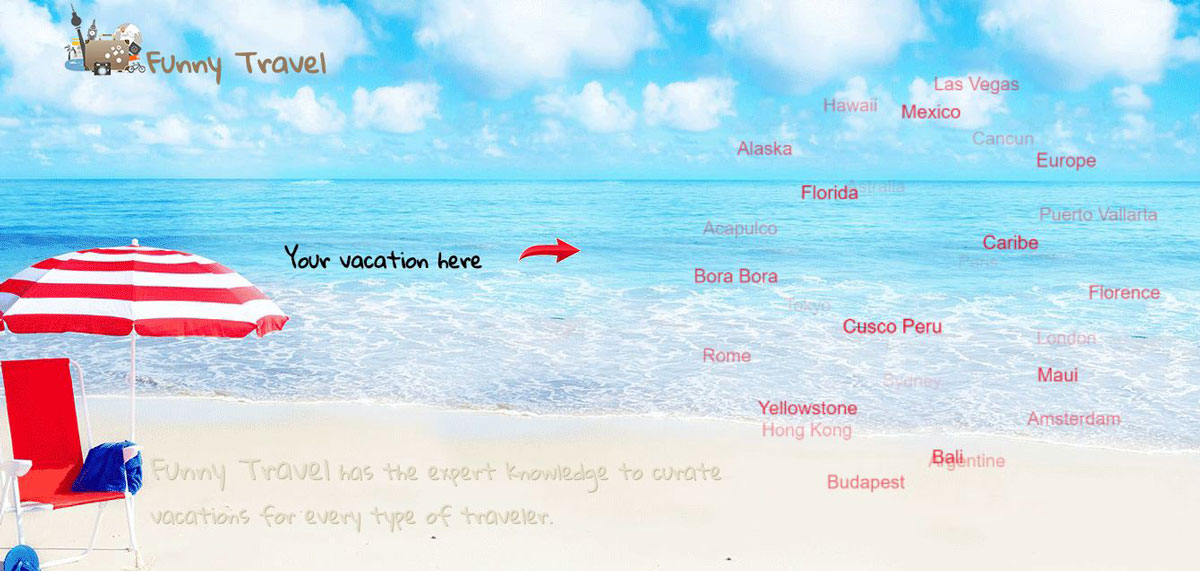 Funny Travel
Las Vegas
Hawaii
Mexico
Cancun
Alaska
Europe
Astralia
Florida
Puerto Vallarta
Acapulco
Caribe
Your vacation here
Bora Bora
Florence
Tokyo
Cusco Peru
London
Rome
Maui
Sydney
Yellowstone
Amsterdam
Hong Kong
Bali
Argentine
Funny Travel has the expert knowledge to curate
Budapest
vacations for every type of traveler.